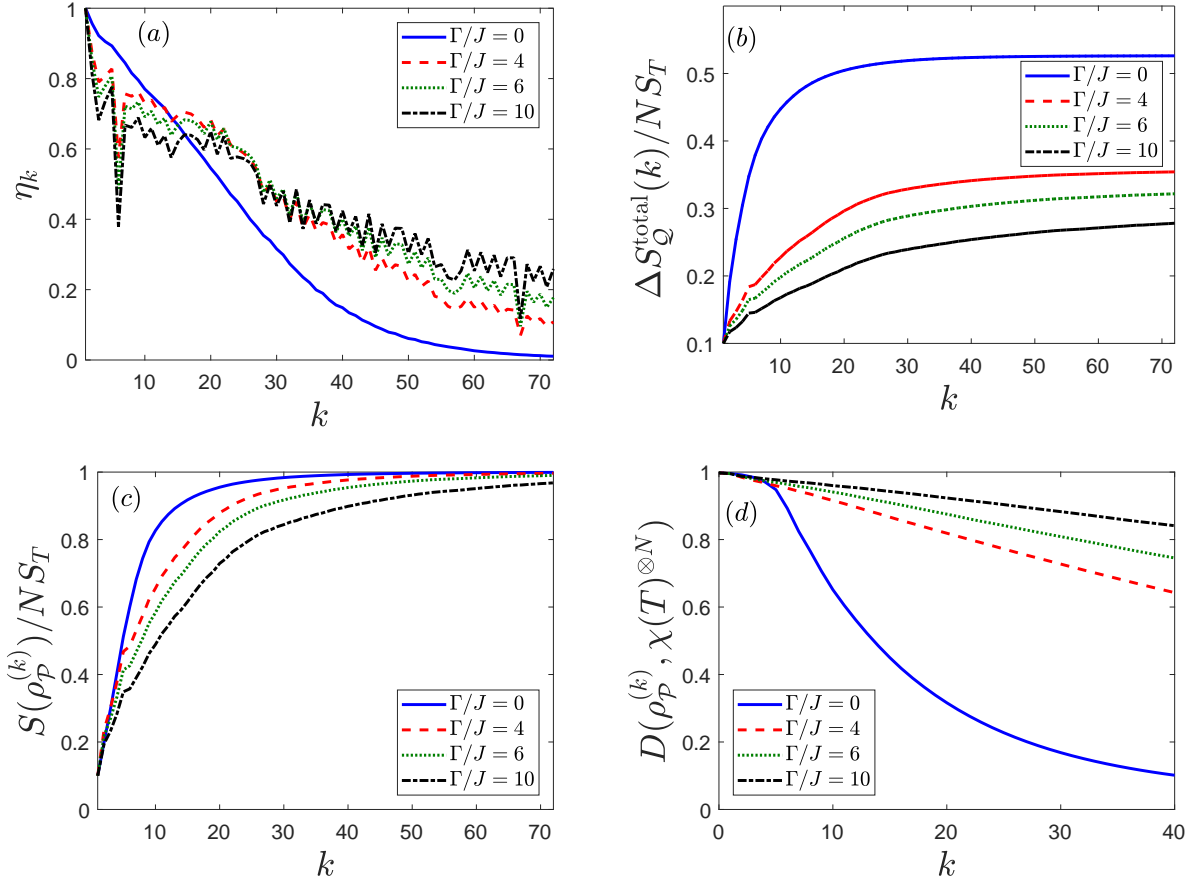 (a)
Γ/J = 0
Γ/J = 4
Γ/J = 6
Γ/J = 10
η_k
1
0.8
0.6
0.4
0.2
0
10 20 30 40 50 60 70
k
(b)
Γ/J = 0
Γ/J = 4
Γ/J = 6
Γ/J = 10
ΔS_𝒬^total(k)/NS_T
0.5
0.4
0.3
0.2
0.1
10 20 30 40 50 60 70
k
(c)
Γ/J = 0
Γ/J = 4
Γ/J = 6
Γ/J = 10
S(ρ_𝒫^(k))/NS_T
1
0.8
0.6
0.4
0.2
0
10 20 30 40 50 60 70
k
(d)
Γ/J = 0
Γ/J = 4
Γ/J = 6
Γ/J = 10
D(ρ_𝒫^(k), χ(T)^⊗N)
1
0.8
0.6
0.4
0.2
0
0 10 20 30 40
k